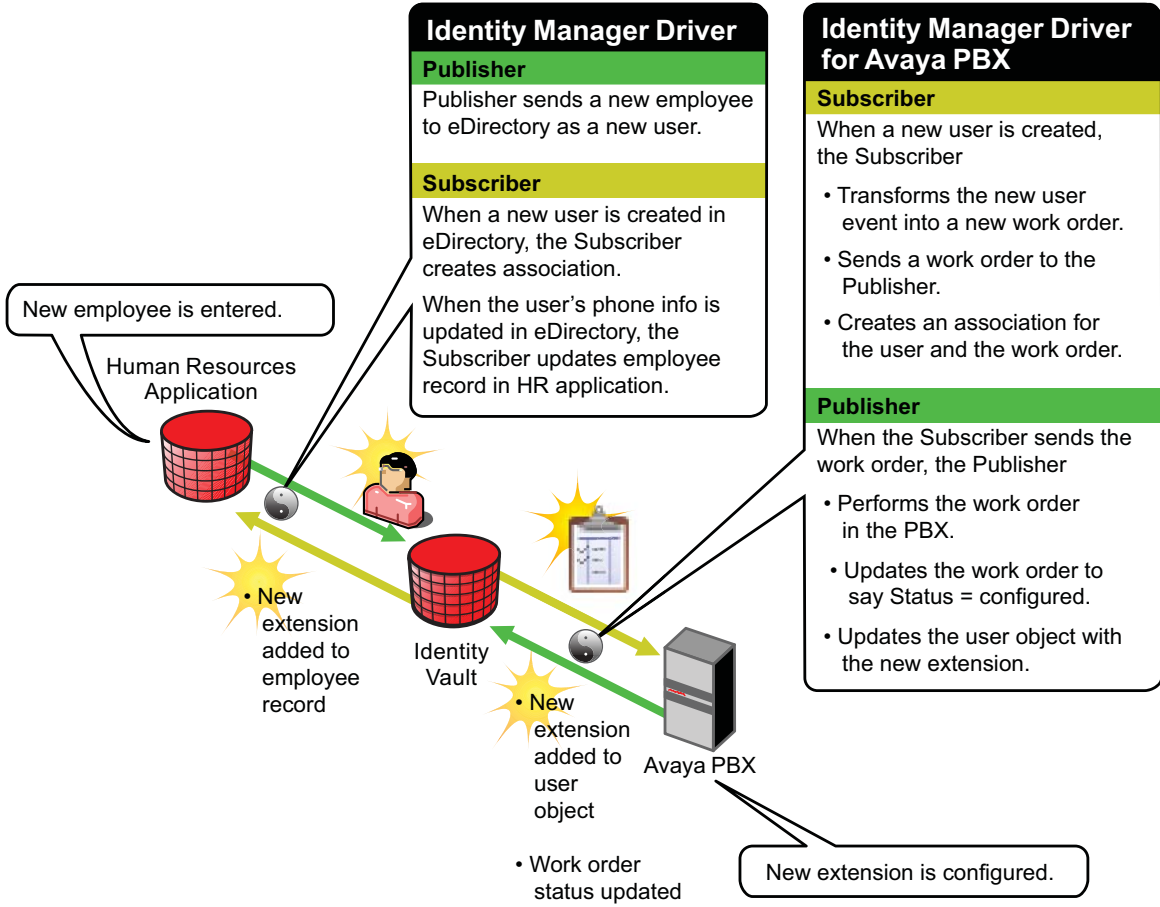 Identity Manager Driver
Publisher
Publisher sends a new employee
to eDirectory as a new user.
Subscriber
When a new user is created in
eDirectory, the Subscriber
creates association.
When the user’s phone info is
updated in eDirectory, the
Subscriber updates employee
record in HR application.
Identity Manager Driver
for Avaya PBX
Subscriber
When a new user is created,
the Subscriber
• Transforms the new user
event into a new work order.
• Sends a work order to the
Publisher.
• Creates an association for
the user and the work order.
Publisher
When the Subscriber sends the
work order, the Publisher
• Performs the work order
in the PBX.
• Updates the work order to
say Status = configured.
• Updates the user object with
the new extension.
New employee is entered.
Human Resources
Application
• New
extension
added to
employee
record
Identity
Vault
• New
extension
added to
user
object
• Work order
status updated
Avaya PBX
New extension is configured.